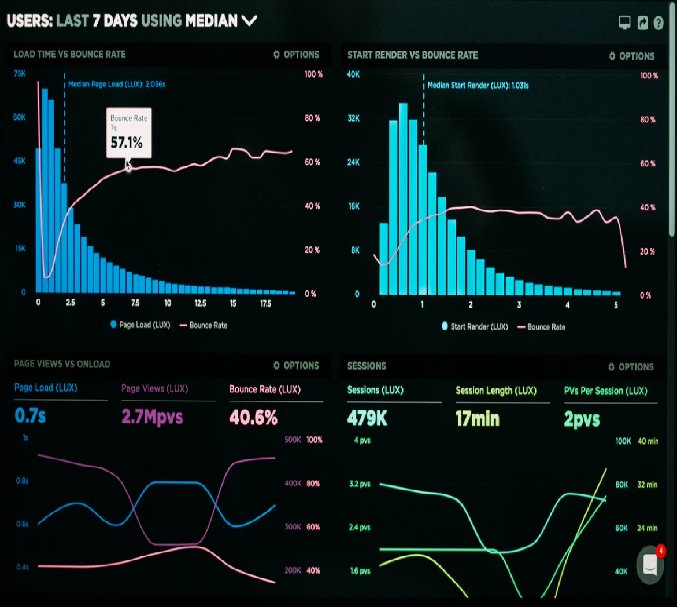 USERS: LAST 7 DAYS USING MEDIAN
LOAD TIME VS BOUNCE RATE
OPTIONS
75K
60K
45K
30K
15K
0
Median Page Load (LUX): 2.056s
Bounce Rate
7s
57.1%
100 %
80 %
60 %
40 %
20 %
0 %
0 2.5 5 7.5 10 12.5 15 17.5
Page Load (LUX) Bounce Rate
START RENDER VS BOUNCE RATE
OPTIONS
40K
32K
24K
16K
8K
0
Median Start Render (LUX): 1.031s
100 %
80 %
60 %
40 %
20 %
0 %
0 1 2 3 4 5
Start Render (LUX) Bounce Rate
PAGE VIEWS VS ONLOAD
OPTIONS
Page Load (LUX) Page Views (LUX) Bounce Rate (LUX)
0.7s 2.7Mpvs 40.6%
1s
0.8s
0.6s
0.4s
500K 100%
400K 80%
300K 60%
200K 40%
SESSIONS
OPTIONS
Sessions (LUX) Session Length (LUX) PVs Per Session (LUX)
479K 17min 2pvs
4 pvs
3.2 pvs
2.4 pvs
1.6 pvs
100K 40 min
80K 32 min
60K 24 min
40K
4